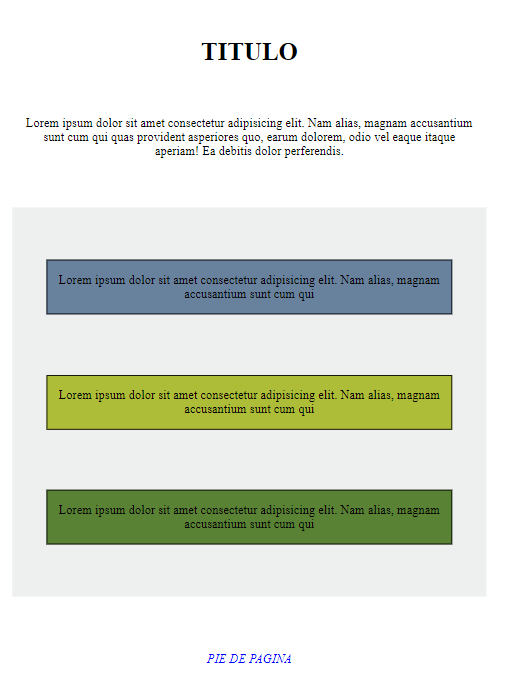 TITULO
Lorem ipsum dolor sit amet consectetur adipisicing elit. Nam alias, magnam accusantium
sunt cum qui quas provident asperiores quo, earum dolorem, odio vel eaque itaque
aperiam! Ea debitis dolor perferendis.
Lorem ipsum dolor sit amet consectetur adipisicing elit. Nam alias, magnam
accusantium sunt cum qui
Lorem ipsum dolor sit amet consectetur adipisicing elit. Nam alias, magnam
accusantium sunt cum qui
Lorem ipsum dolor sit amet consectetur adipisicing elit. Nam alias, magnam
accusantium sunt cum qui
PIE DE PAGINA